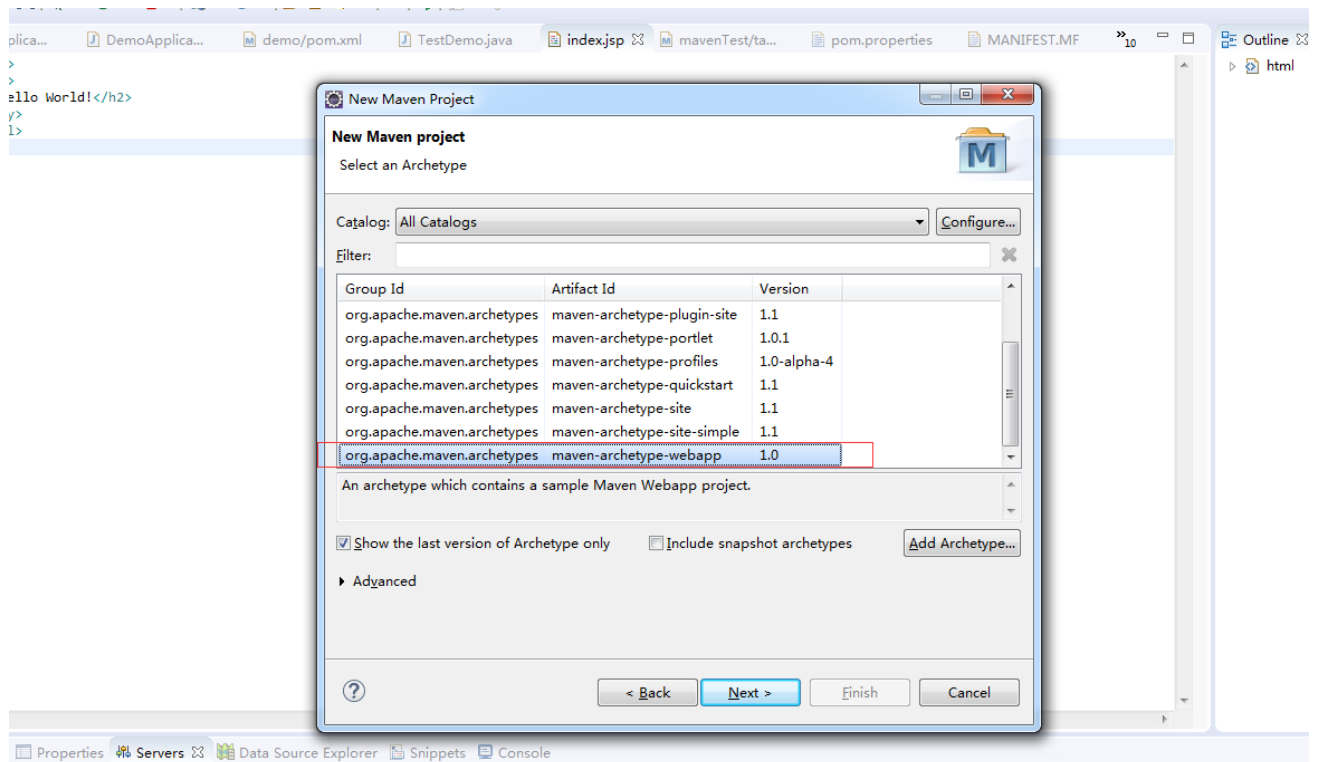 plica... DemoApplica... demo/pom.xml TestDemo.java index.jsp mavenTest/ta... pom.properties MANIFEST.MF »10 Outline
>
> html
ello World!</h2>
y>
l>
New Maven Project
New Maven project
Select an Archetype
M
Catalog: All Catalogs Configure...
Filter:
Group Id Artifact Id Version
org.apache.maven.archetypes maven-archetype-plugin-site 1.1
org.apache.maven.archetypes maven-archetype-portlet 1.0.1
org.apache.maven.archetypes maven-archetype-profiles 1.0-alpha-4
org.apache.maven.archetypes maven-archetype-quickstart 1.1
org.apache.maven.archetypes maven-archetype-site 1.1
org.apache.maven.archetypes maven-archetype-site-simple 1.1
org.apache.maven.archetypes maven-archetype-webapp 1.0
An archetype which contains a sample Maven Webapp project.
Show the last version of Archetype only Include snapshot archetypes Add Archetype...
Advanced
? < Back Next > Finish Cancel
Properties Servers Data Source Explorer Snippets Console